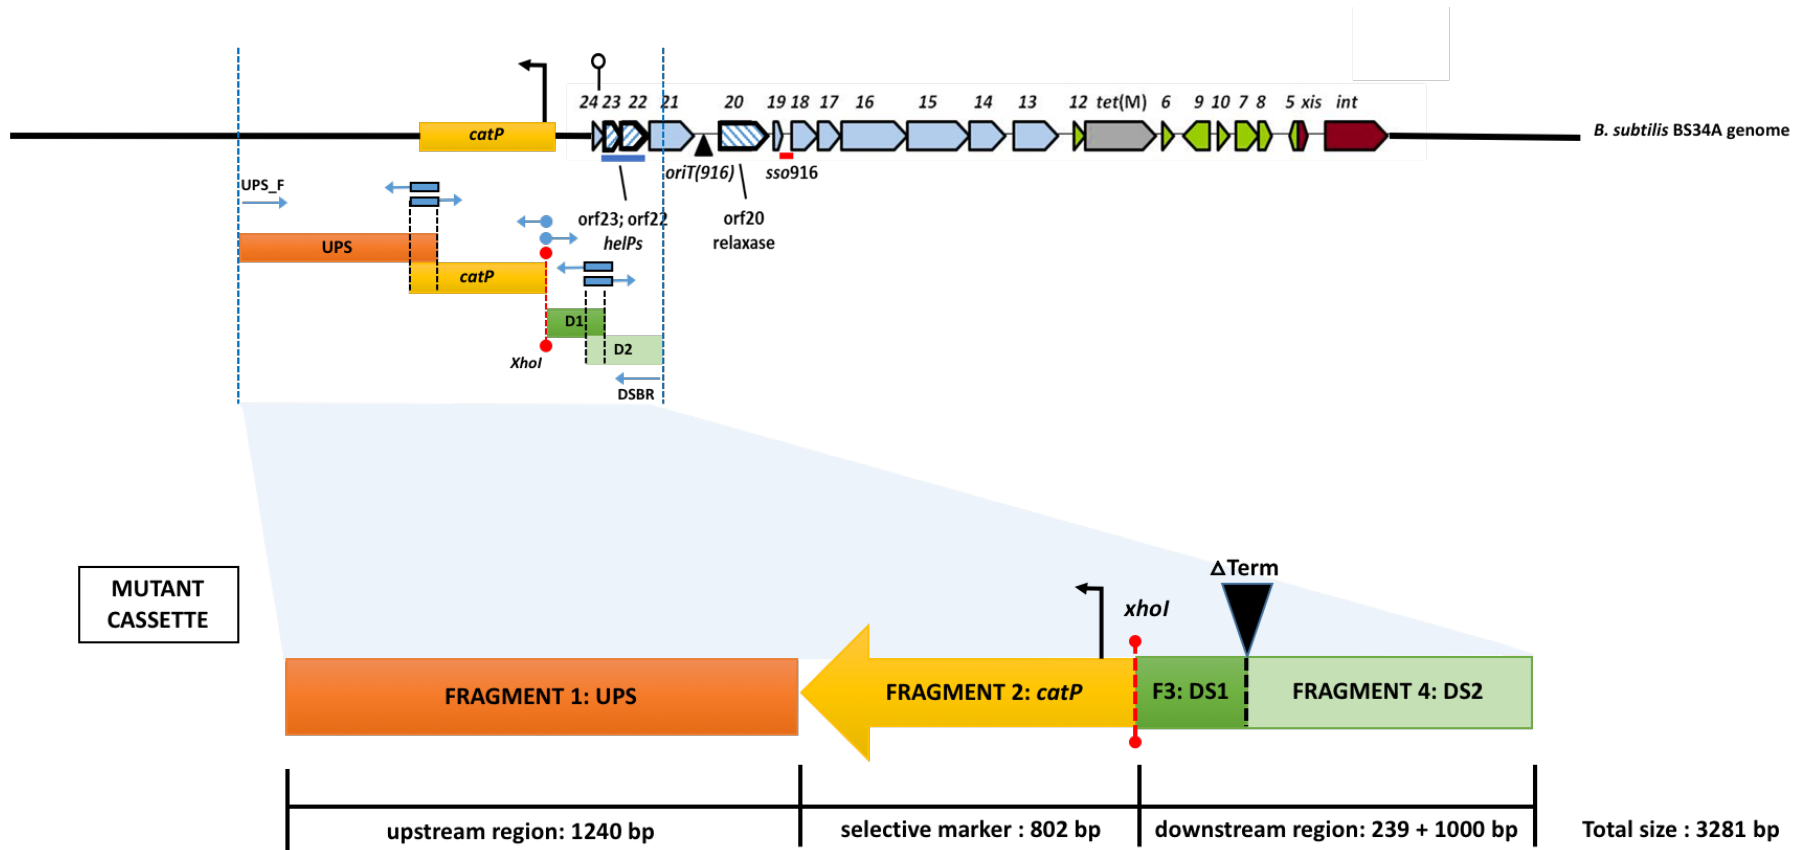 24 23 22 21 20 19 18 17 16 15 14 13 12 tet(M) 6 9 10 7 8 5 xis int
catP
B. subtilis BS34A genome
oriT(916)
sso916
UPS_F
orf23; orf22
helPs
orf20
relaxase
UPS
catP
D1
D2
XhoI
DSBR
MUTANT
CASSETTE
△Term
xhoI
FRAGMENT 1: UPS
FRAGMENT 2: catP
F3: DS1
FRAGMENT 4: DS2
upstream region: 1240 bp
selective marker : 802 bp
downstream region: 239 + 1000 bp
Total size : 3281 bp